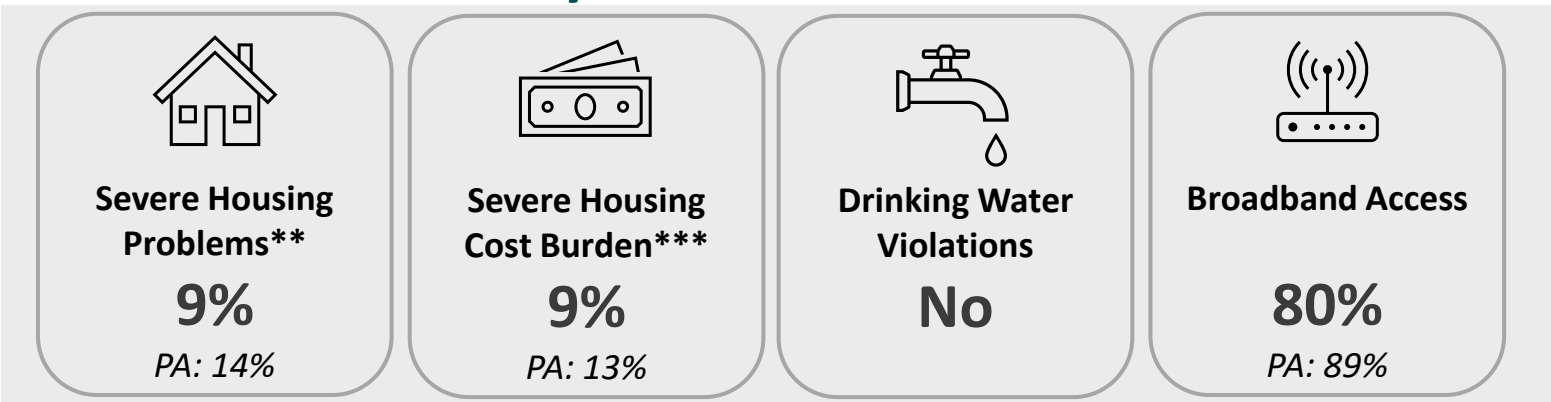 Severe Housing
Problems**
9%
PA: 14%
Severe Housing
Cost Burden***
9%
PA: 13%
Drinking Water
Violations
No
Broadband Access
80%
PA: 89%